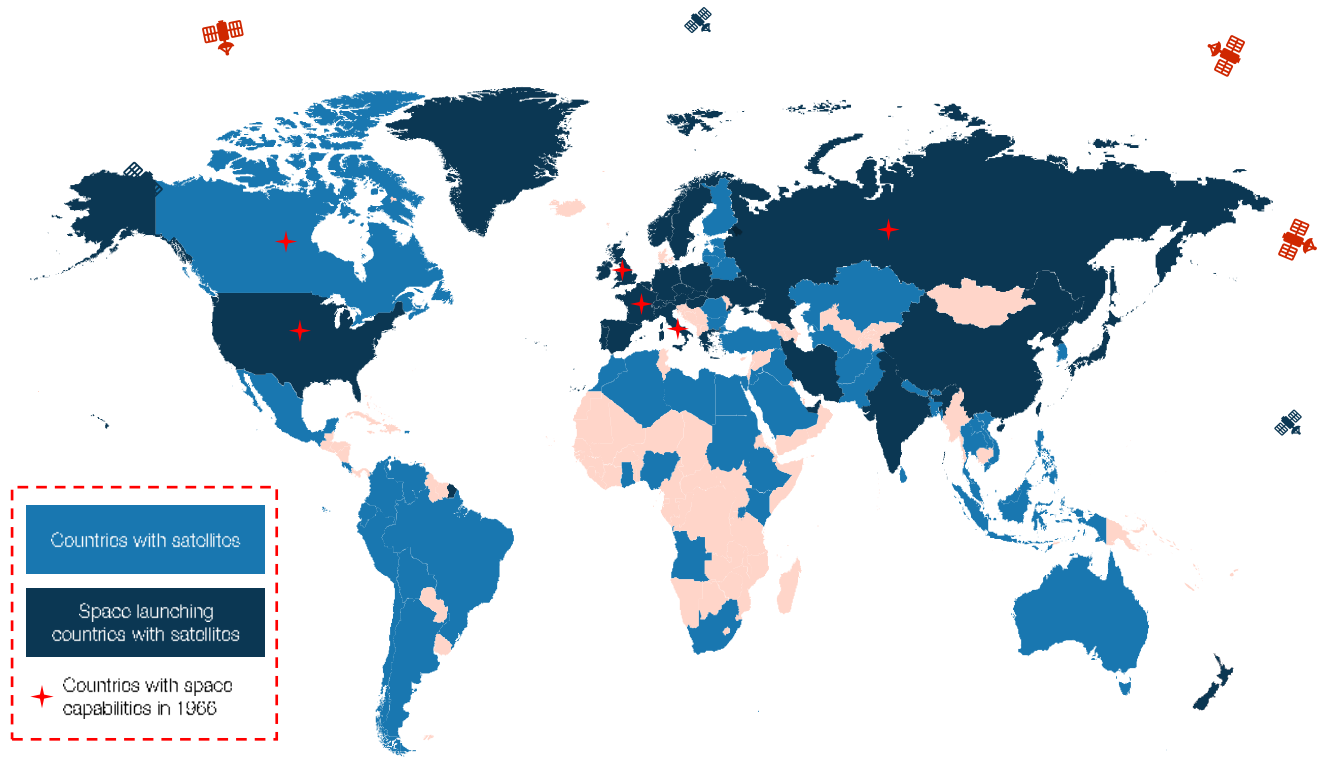 Countries with satellites
Space launching
countries with satellites
Countries with space
capabilities in 1966